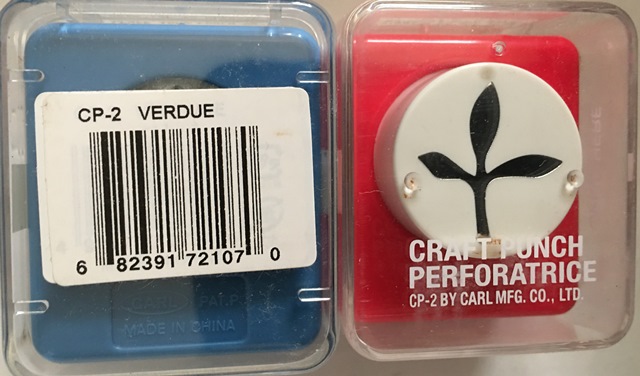 CP-2 VERDUE
6 82391 72107 0
PAT.P
MADE IN CHINA
CRAFT PUNCH
PERFORATRICE
CP-2 BY CARL MFG. CO., LTD.